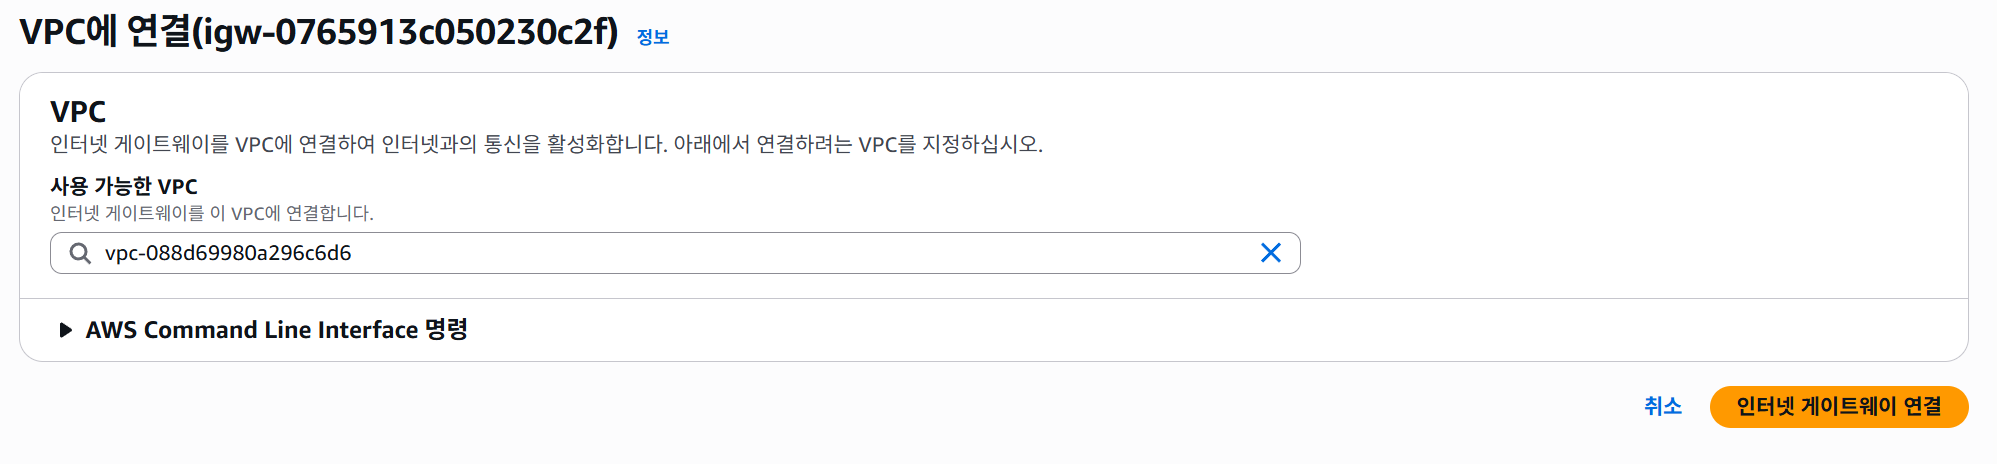 VPC에 연결(igw-0765913c050230c2f) 정보
VPC
인터넷 게이트웨이를 VPC에 연결하여 인터넷과의 통신을 활성화합니다. 아래에서 연결하려는 VPC를 지정하십시오.
사용 가능한 VPC
인터넷 게이트웨이를 이 VPC에 연결합니다.
vpc-088d69980a296c6d6
AWS Command Line Interface 명령
취소 인터넷 게이트웨이 연결